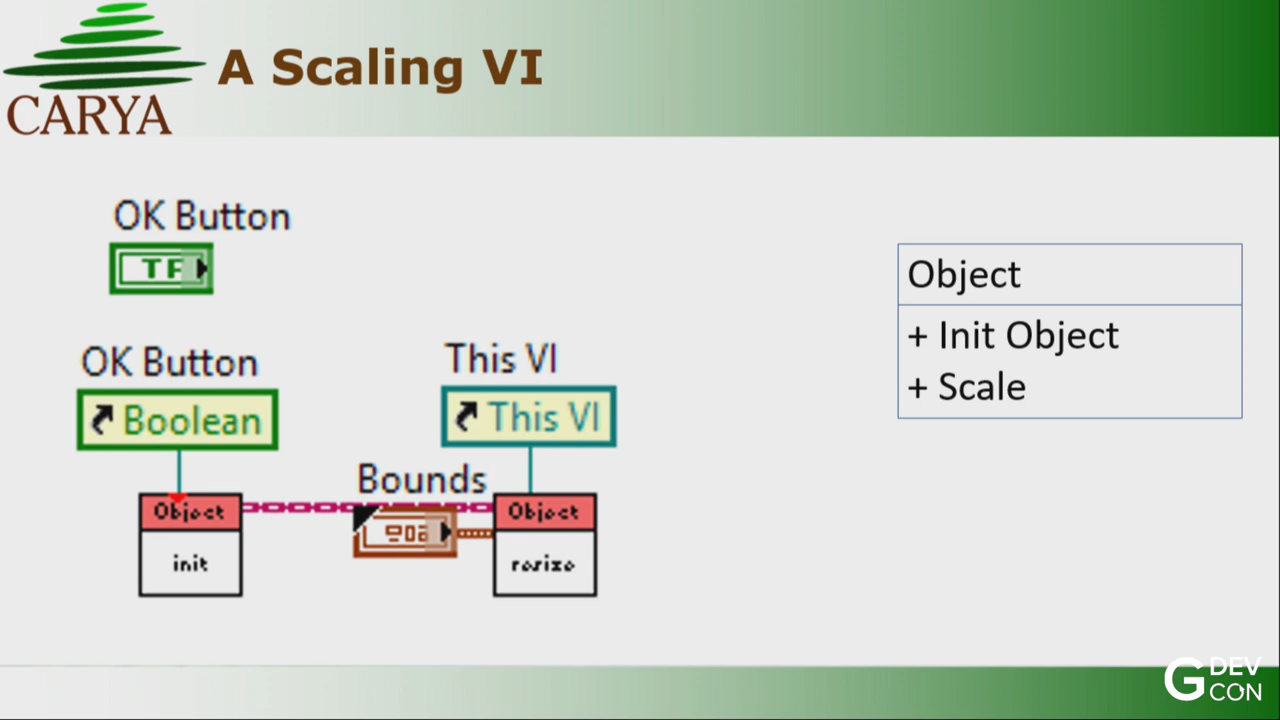 CARYA
A Scaling VI
OK Button
TF
OK Button
Boolean
This VI
This VI
Bounds
Object
init
Object
resize
Object
+ Init Object
+ Scale
G DEV
CON